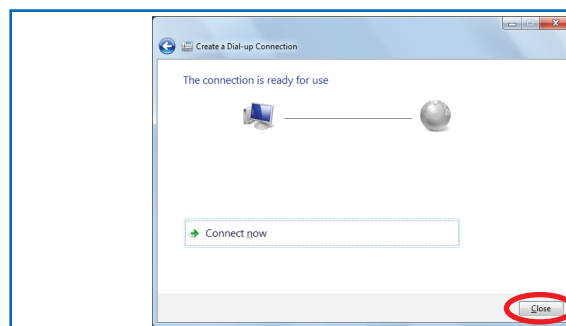 Create a Dial-up Connection
The connection is ready for use
Connect now
Close